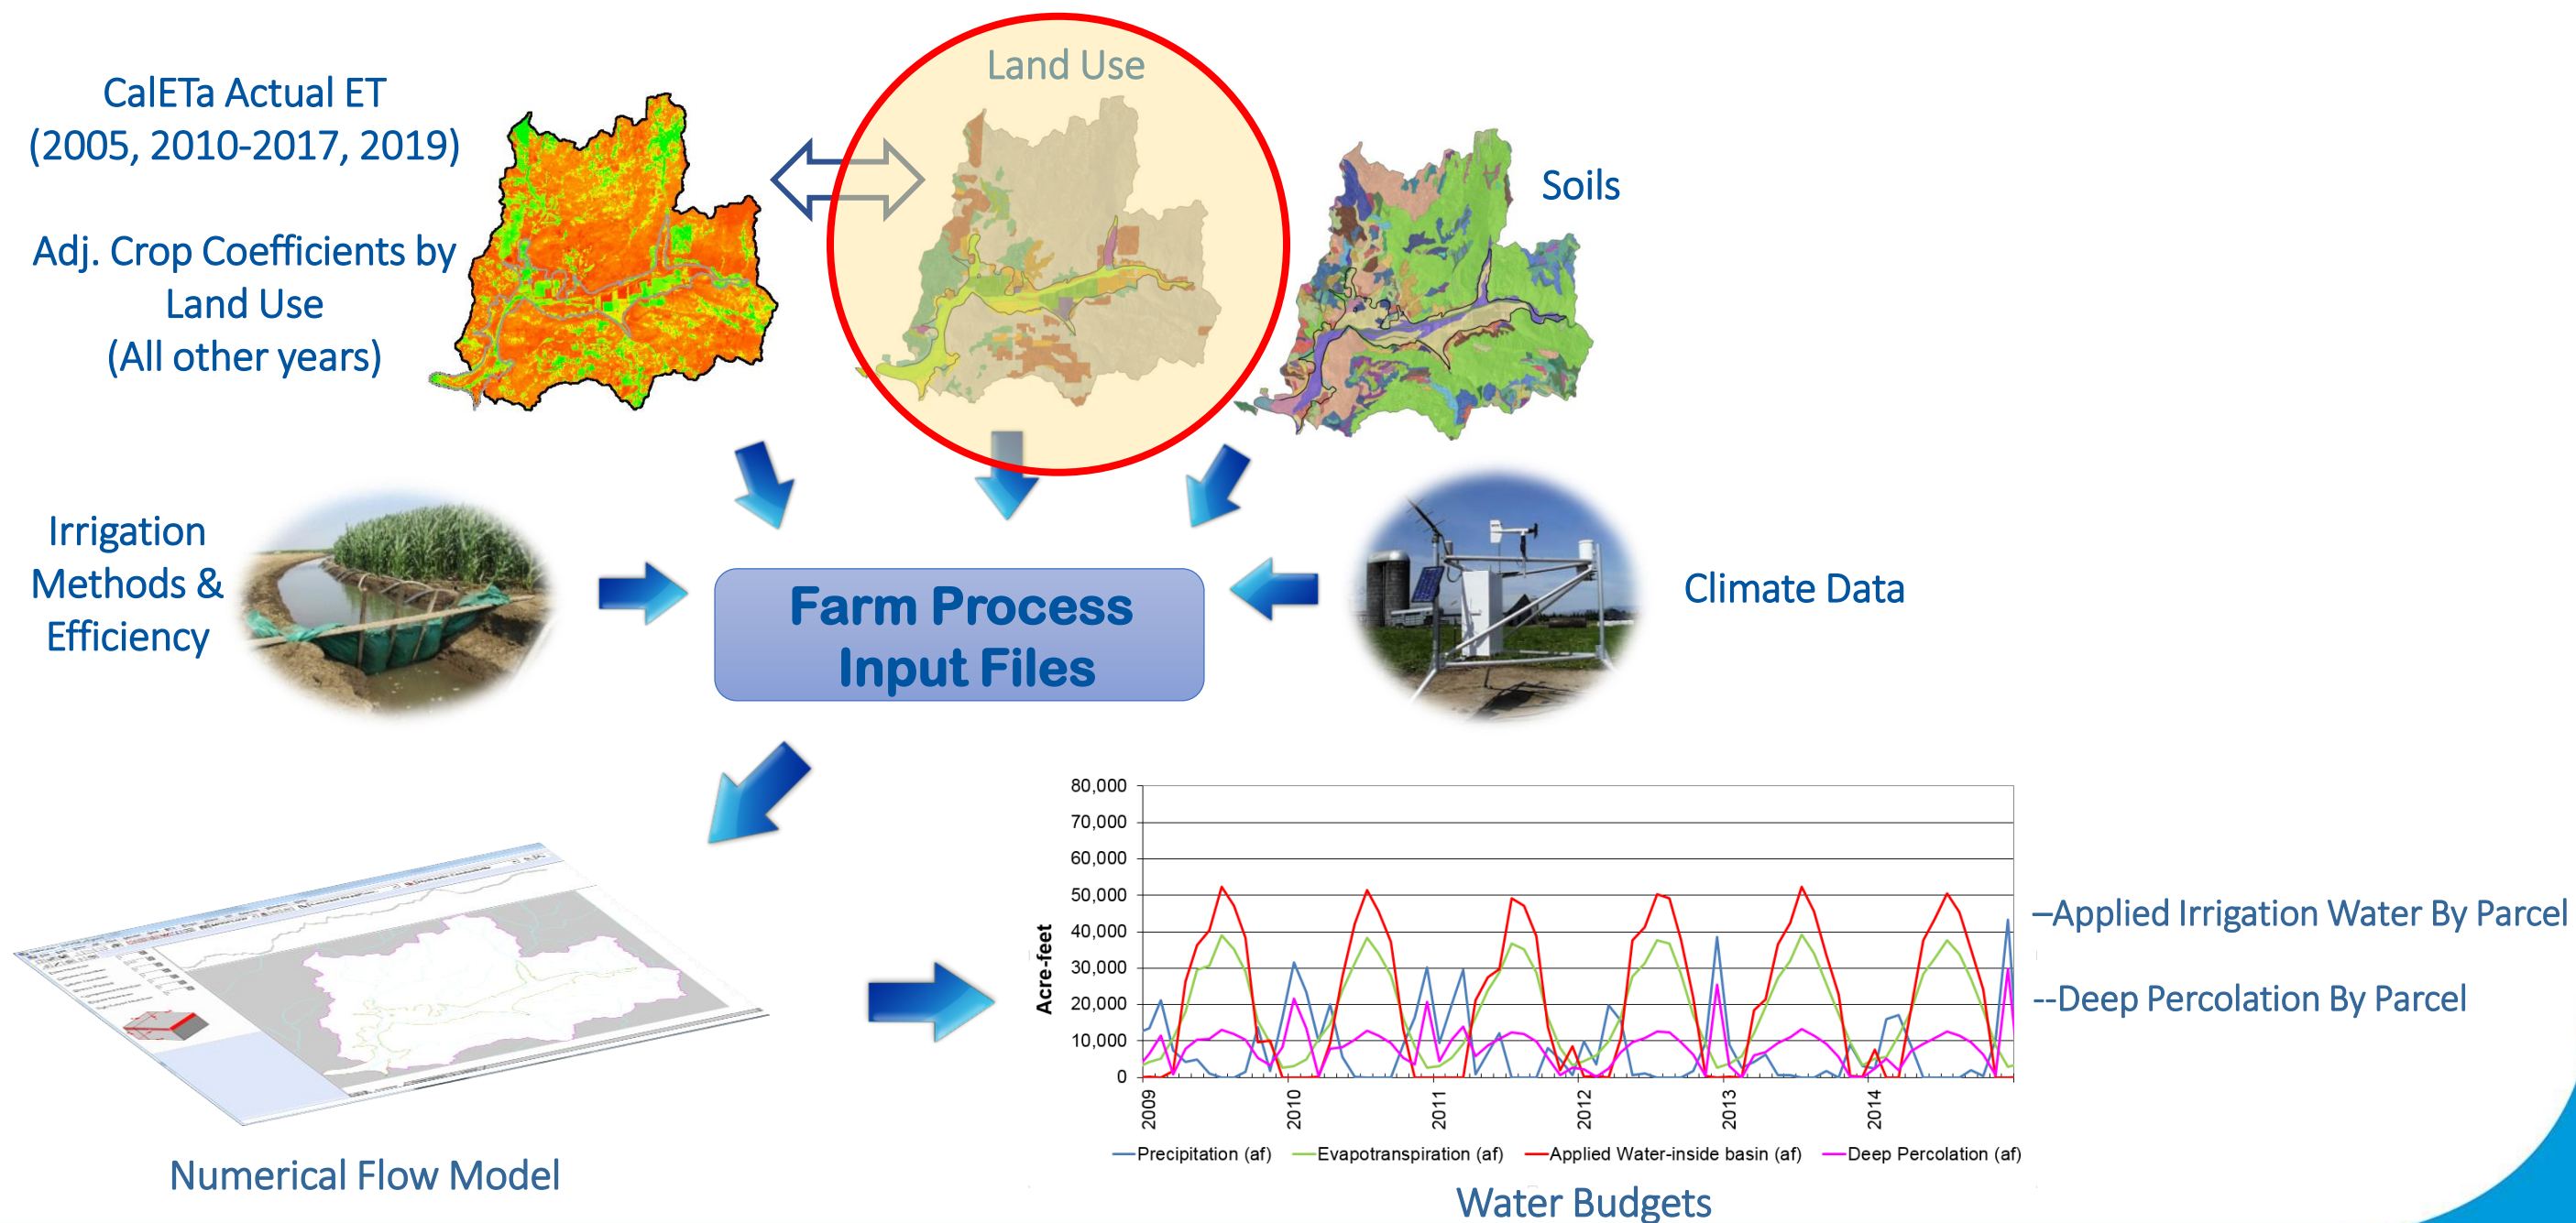 CalETa Actual ET
(2005, 2010-2017, 2019)
Adj. Crop Coefficients by
Land Use
(All other years)
Land Use
Soils
Irrigation
Methods &
Efficiency
Farm Process
Input Files
Climate Data
Numerical Flow Model
Acre-feet
80,000
70,000
60,000
50,000
40,000
30,000
20,000
10,000
0
2009
2010
2011
2012
2013
2014
Precipitation (af)
Evapotranspiration (af)
Applied Water-inside basin (af)
Deep Percolation (af)
Water Budgets
–Applied Irrigation Water By Parcel
--Deep Percolation By Parcel